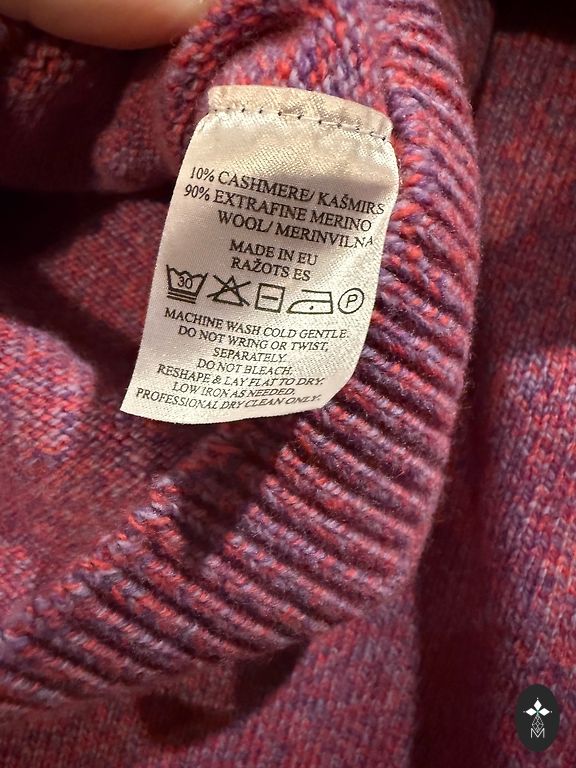 10% CASHMERE/ KAŠMIRS
90% EXTRAFINE MERINO
WOOL/ MERINVILNA
MADE IN EU
RAŽOTS ES
30 P
MACHINE WASH COLD GENTLE.
DO NOT WRING OR TWIST,
SEPARATELY.
DO NOT BLEACH.
RESHAPE & LAY FLAT TO DRY.
LOW IRON AS NEEDED,
PROFESSIONAL DRY CLEAN ONLY.
M